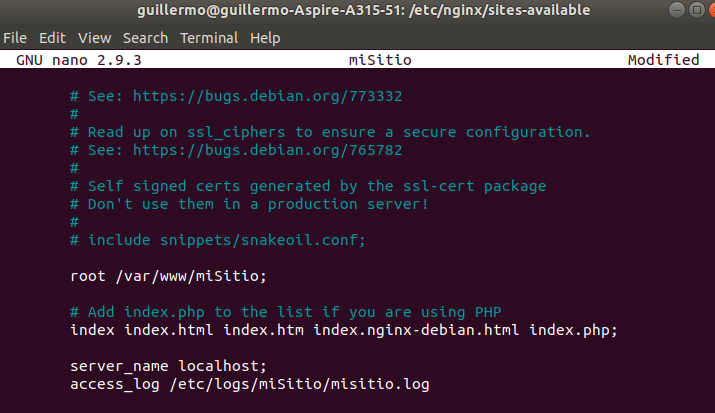 guillermo@guillermo-Aspire-A315-51: /etc/nginx/sites-available
File Edit View Search Terminal Help
GNU nano 2.9.3 miSitio Modified
# See: https://bugs.debian.org/773332
#
# Read up on ssl_ciphers to ensure a secure configuration.
# See: https://bugs.debian.org/765782
#
# Self signed certs generated by the ssl-cert package
# Don't use them in a production server!
#
# include snippets/snakeoil.conf;
root /var/www/miSitio;
# Add index.php to the list if you are using PHP
index index.html index.htm index.nginx-debian.html index.php;
server_name localhost;
access_log /etc/logs/miSitio/misitio.log